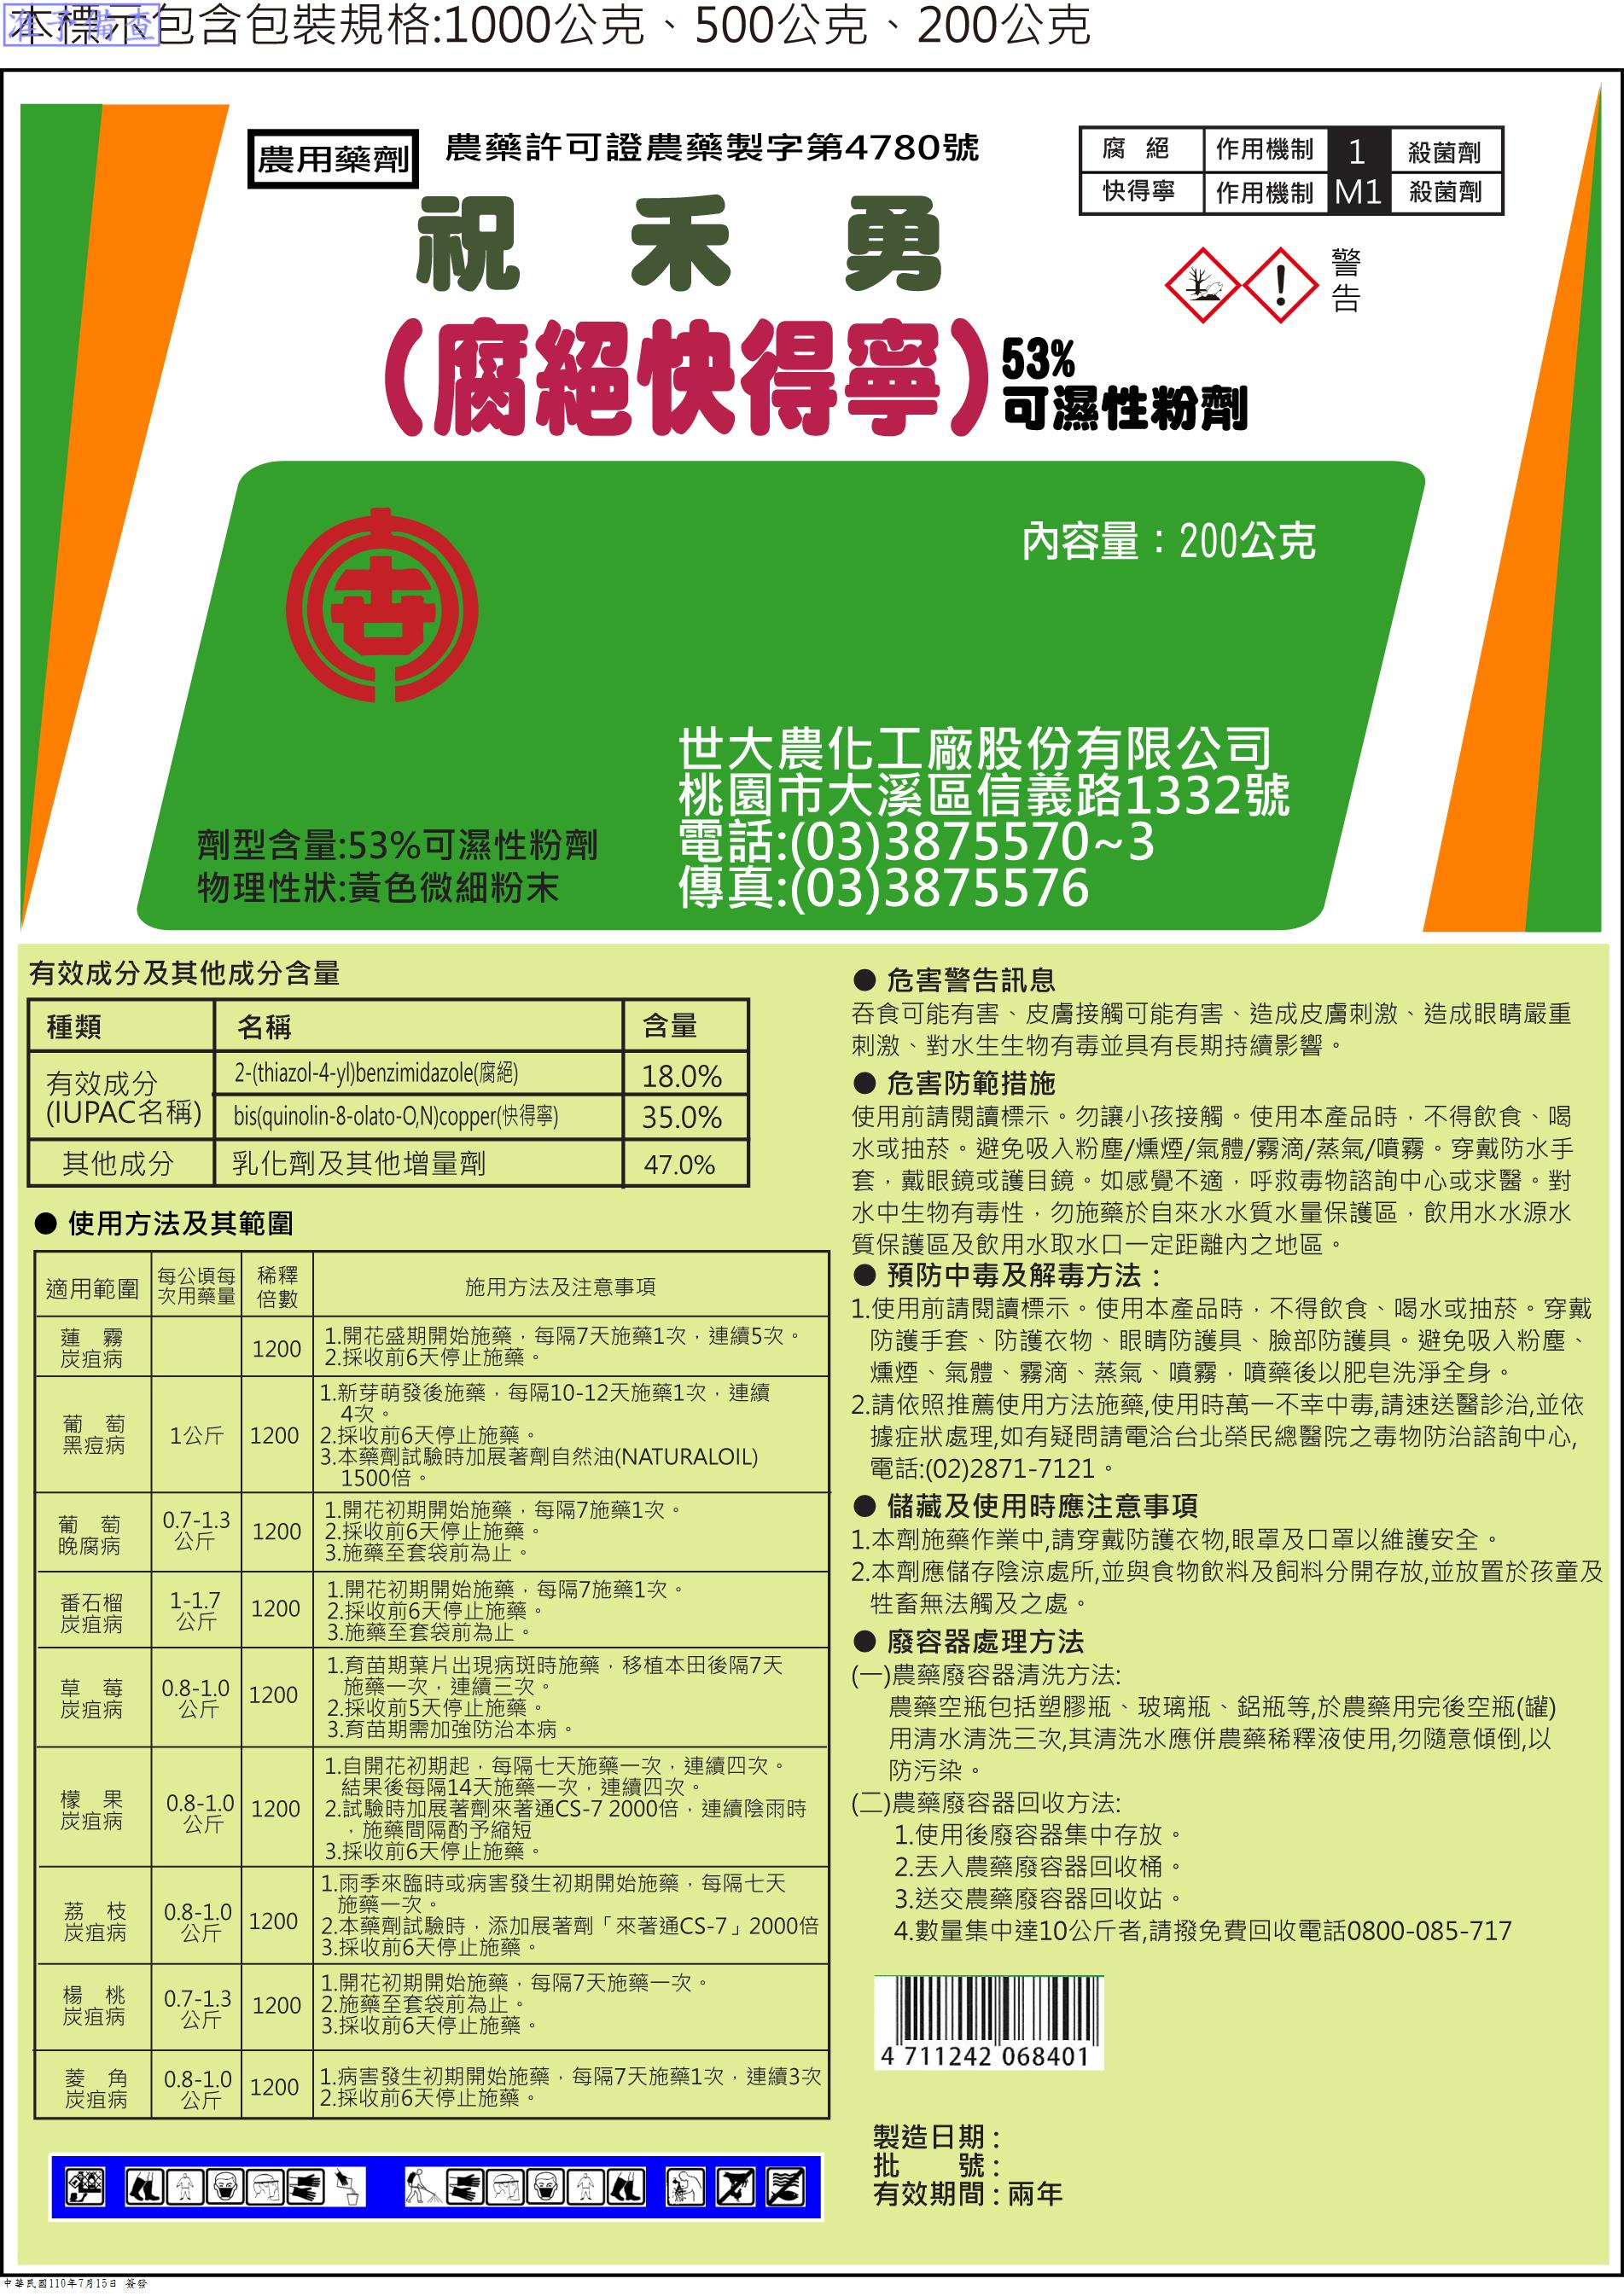 本標示包含包裝規格:1000公克、500公克、200公克
准予備查
農用藥劑
農藥許可證農藥製字第4780號
腐 絕 作用機制 1 殺菌劑
快得寧 作用機制 M1 殺菌劑
祝禾勇
警告
(腐絕快得寧)
53%
可濕性粉劑
內容量：200公克
世大農化工廠股份有限公司
桃園市大溪區信義路1332號
電話:(03)3875570~3
傳真:(03)3875576
劑型含量:53%可濕性粉劑
物理性狀:黃色微細粉末
有效成分及其他成分含量
種類 名稱 含量
有效成分
(IUPAC名稱)
2-(thiazol-4-yl)benzimidazole(腐絕) 18.0%
bis(quinolin-8-olato-O,N)copper(快得寧) 35.0%
其他成分 乳化劑及其他增量劑 47.0%
● 使用方法及其範圍
適用範圍 每公頃每次用藥量 稀釋倍數 施用方法及注意事項
蓮 霧
炭疽病
1200
1.開花盛期開始施藥，每隔7天施藥1次，連續5次。
2.採收前6天停止施藥。
葡 萄
黑痘病
1公斤 1200
1.新芽萌發後施藥，每隔10-12天施藥1次，連續
4次。
2.採收前6天停止施藥。
3.本藥劑試驗時加展著劑自然油(NATURALOIL)
1500倍。
葡 萄
晚腐病
0.7-1.3
公斤
1200
1.開花初期開始施藥，每隔7施藥1次。
2.採收前6天停止施藥。
3.施藥至套袋前為止。
番石榴
炭疽病
1-1.7
公斤
1200
1.開花初期開始施藥，每隔7施藥1次。
2.採收前6天停止施藥。
3.施藥至套袋前為止。
草 莓
炭疽病
0.8-1.0
公斤
1200
1.育苗期葉片出現病斑時施藥，移植本田後隔7天
施藥一次，連續三次。
2.採收前5天停止施藥。
3.育苗期需加強防治本病。
檬 果
炭疽病
0.8-1.0
公斤
1200
1.自開花初期起，每隔七天施藥一次，連續四次。
結果後每隔14天施藥一次，連續四次。
2.試驗時加展著劑來著通CS-7 2000倍，連續陰雨時
，施藥間隔酌予縮短
3.採收前6天停止施藥。
荔 枝
炭疽病
0.8-1.0
公斤
1200
1.雨季來臨時或病害發生初期開始施藥，每隔七天
施藥一次。
2.本藥劑試驗時，添加展著劑「來著通CS-7」2000倍
3.採收前6天停止施藥。
楊 桃
炭疽病
0.7-1.3
公斤
1200
1.開花初期開始施藥，每隔7天施藥一次。
2.施藥至套袋前為止。
3.採收前6天停止施藥。
菱 角
炭疽病
0.8-1.0
公斤
1200
1.病害發生初期開始施藥，每隔7天施藥1次，連續3次
2.採收前6天停止施藥。
● 危害警告訊息
吞食可能有害、皮膚接觸可能有害、造成皮膚刺激、造成眼睛嚴重
刺激、對水生生物有毒並具有長期持續影響。
● 危害防範措施
使用前請閱讀標示。勿讓小孩接觸。使用本產品時，不得飲食、喝
水或抽菸。避免吸入粉塵/燻煙/氣體/霧滴/蒸氣/噴霧。穿戴防水手
套，戴眼鏡或護目鏡。如感覺不適，呼救毒物諮詢中心或求醫。對
水中生物有毒性，勿施藥於自來水水質水量保護區，飲用水水源水
質保護區及飲用水取水口一定距離內之地區。
● 預防中毒及解毒方法：
1.使用前請閱讀標示。使用本產品時，不得飲食、喝水或抽菸。穿戴
防護手套、防護衣物、眼睛防護具、臉部防護具。避免吸入粉塵、
燻煙、氣體、霧滴、蒸氣、噴霧，噴藥後以肥皂洗淨全身。
2.請依照推薦使用方法施藥,使用時萬一不幸中毒,請速送醫診治,並依
據症狀處理,如有疑問請電洽台北榮民總醫院之毒物防治諮詢中心,
電話:(02)2871-7121。
● 儲藏及使用時應注意事項
1.本劑施藥作業中,請穿戴防護衣物,眼罩及口罩以維護安全。
2.本劑應儲存陰涼處所,並與食物飲料及飼料分開存放,並放置於孩童及
牲畜無法觸及之處。
● 廢容器處理方法
(一)農藥廢容器清洗方法:
農藥空瓶包括塑膠瓶、玻璃瓶、鋁瓶等,於農藥用完後空瓶(罐)
用清水清洗三次,其清洗水應併農藥稀釋液使用,勿隨意傾倒,以
防污染。
(二)農藥廢容器回收方法:
1.使用後廢容器集中存放。
2.丟入農藥廢容器回收桶。
3.送交農藥廢容器回收站。
4.數量集中達10公斤者,請撥免費回收電話0800-085-717
4 711242 068401
製造日期：
批 號：
有效期間：兩年
中華民國110年7月15日 簽發